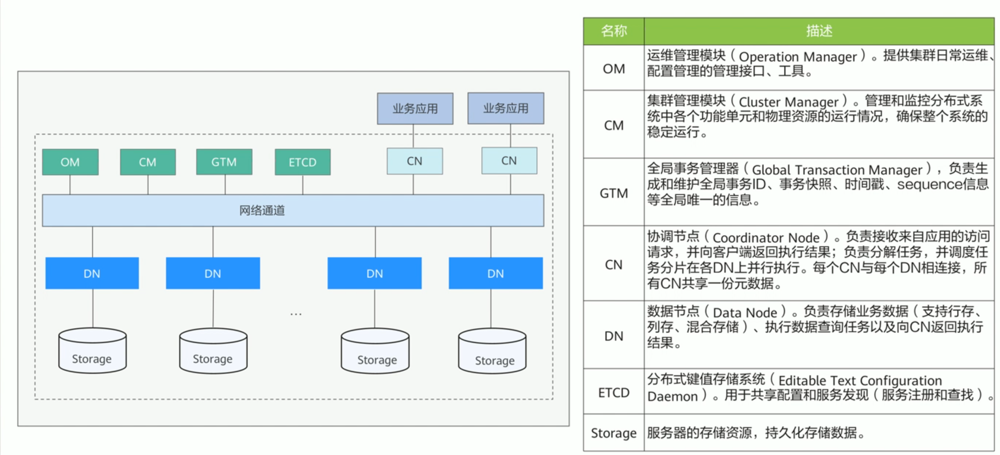 业务应用
业务应用
OM
CM
GTM
ETCD
CN
CN
网络通道
DN
DN
DN
DN
...
Storage
Storage
Storage
Storage
名称
描述
OM
运维管理模块（Operation Manager）。提供集群日常运维、
配置管理的管理接口、工具。
CM
集群管理模块（Cluster Manager）。管理和监控分布式系
统中各个功能单元和物理资源的运行情况，确保整个系统的
稳定运行。
GTM
全局事务管理器（Global Transaction Manager），负责生
成和维护全局事务ID、事务快照、时间戳、sequence信息
等全局唯一的信息。
CN
协调节点（Coordinator Node）。负责接收来自应用的访问
请求，并向客户端返回执行结果；负责分解任务，并调度任
务分片在各DN上并行执行。每个CN与每个DN相连接，所
有CN共享一份元数据。
DN
数据节点（Data Node）。负责存储业务数据（支持行存、
列存、混合存储）、执行数据查询任务以及向CN返回执行
结果。
ETCD
分布式键值存储系统（Editable Text Configuration
Daemon）。用于共享配置和服务发现（服务注册和查找）。
Storage
服务器的存储资源，持久化存储数据。